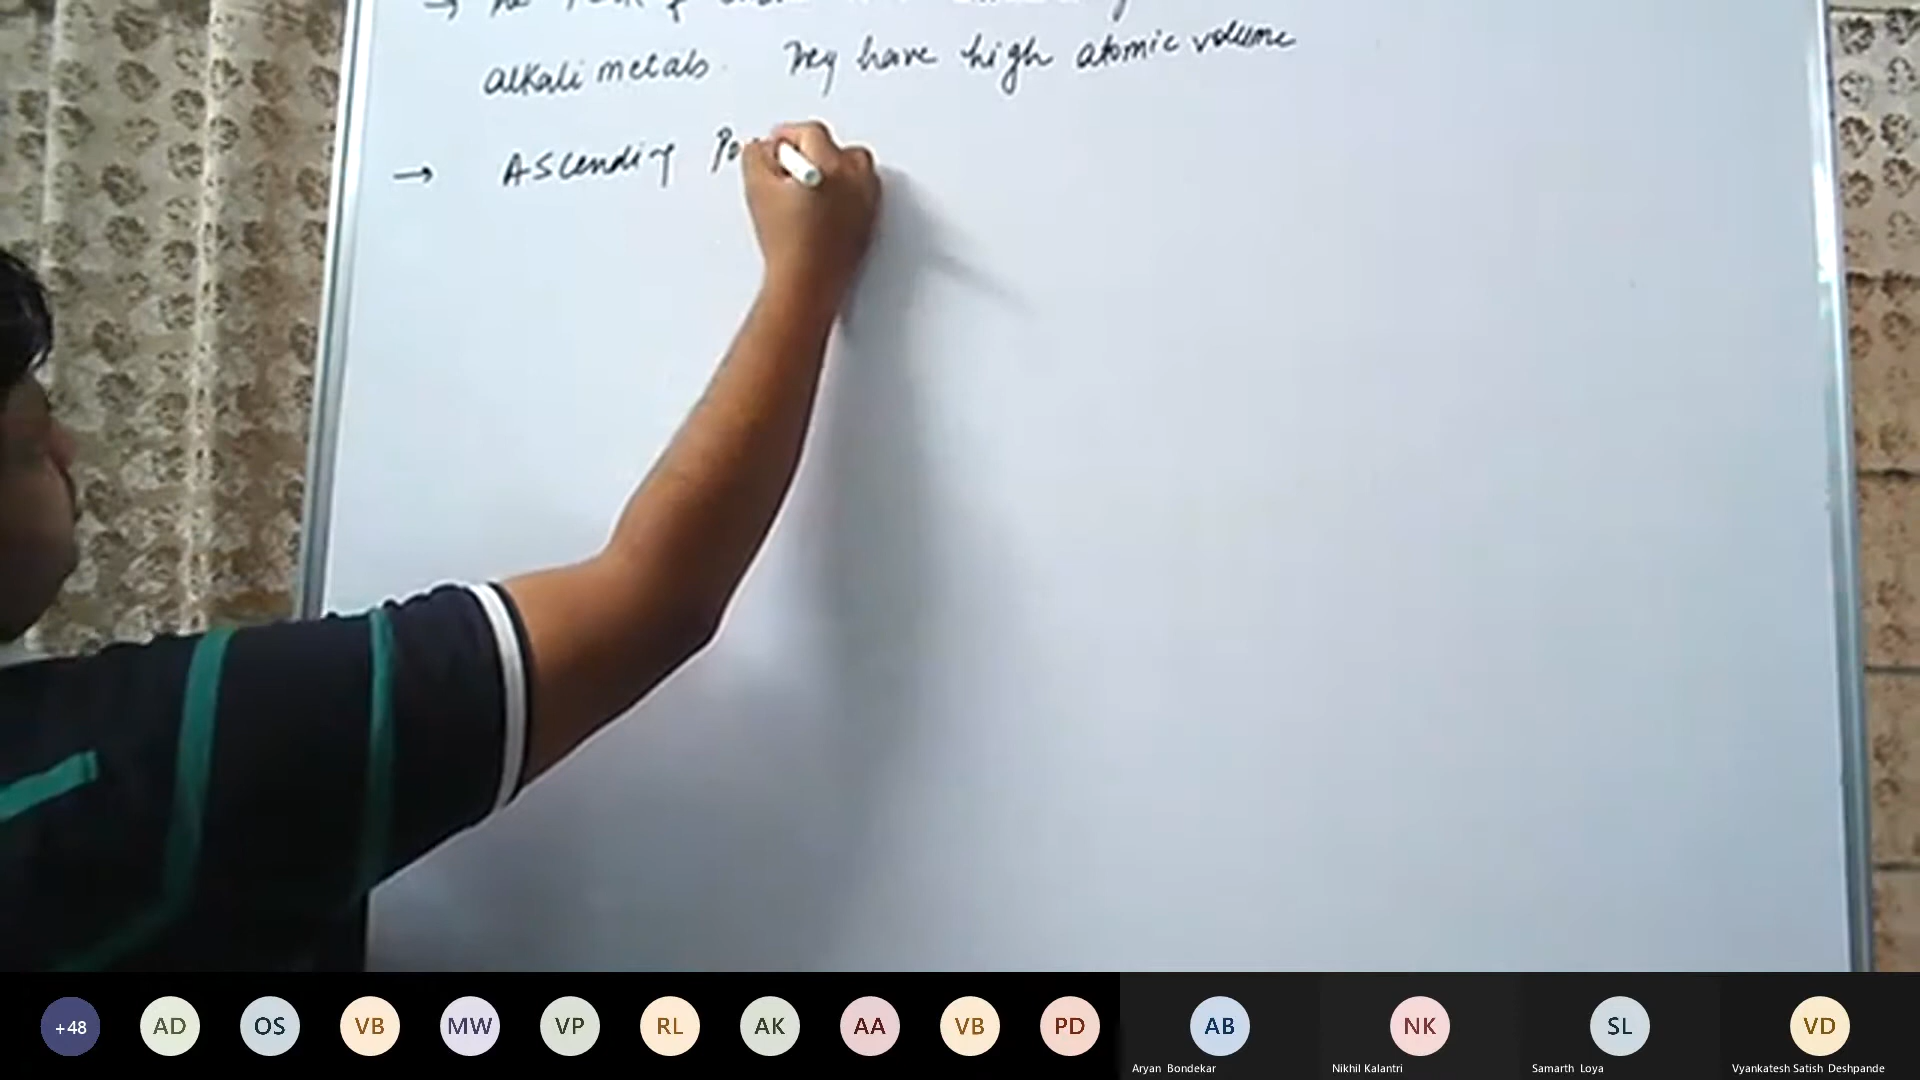 →
alkali metals. They have high atomic volume
→ Ascending Po
+48 AD OS VB MW VP RL AK AA VB PD AB NK SL VD
Aryan Bondekar Nikhil Kalantri Samarth Loya Vyankatesh Satish Deshpande